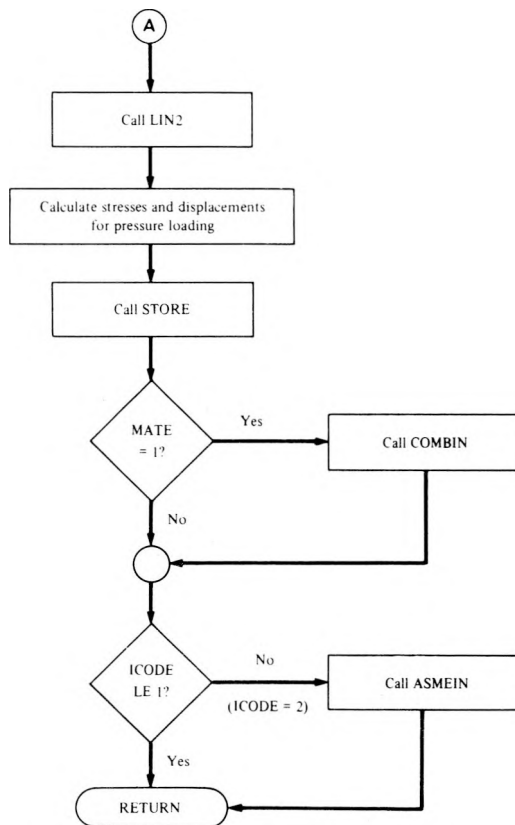 A
Call LIN2
Calculate stresses and displacements
for pressure loading
Call STORE
MATE
= 1?
Yes
Call COMBIN
No
ICODE
LE 1?
No
(ICODE = 2)
Call ASMEIN
Yes
RETURN